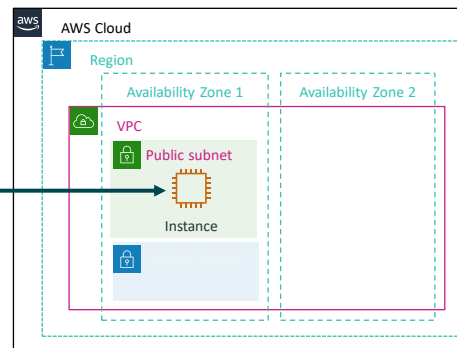 aws
AWS Cloud
Region
Availability Zone 1
Availability Zone 2
VPC
Public subnet
Instance